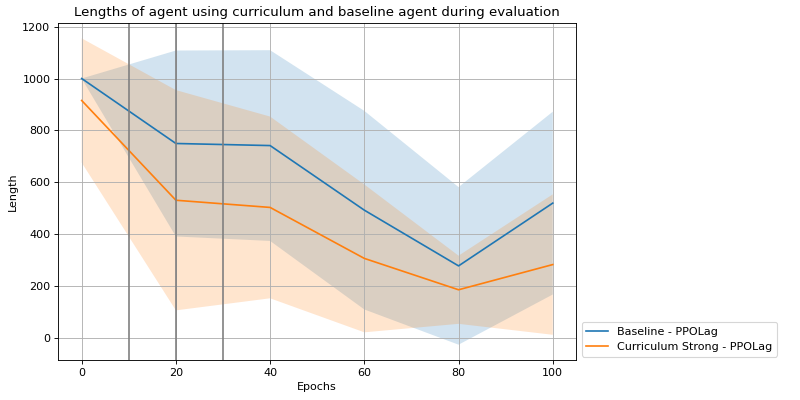 Lengths of agent using curriculum and baseline agent during evaluation
1200
1000
800
600
400
200
0
Length
0 20 40 60 80 100
Epochs
Baseline - PPOLag
Curriculum Strong - PPOLag